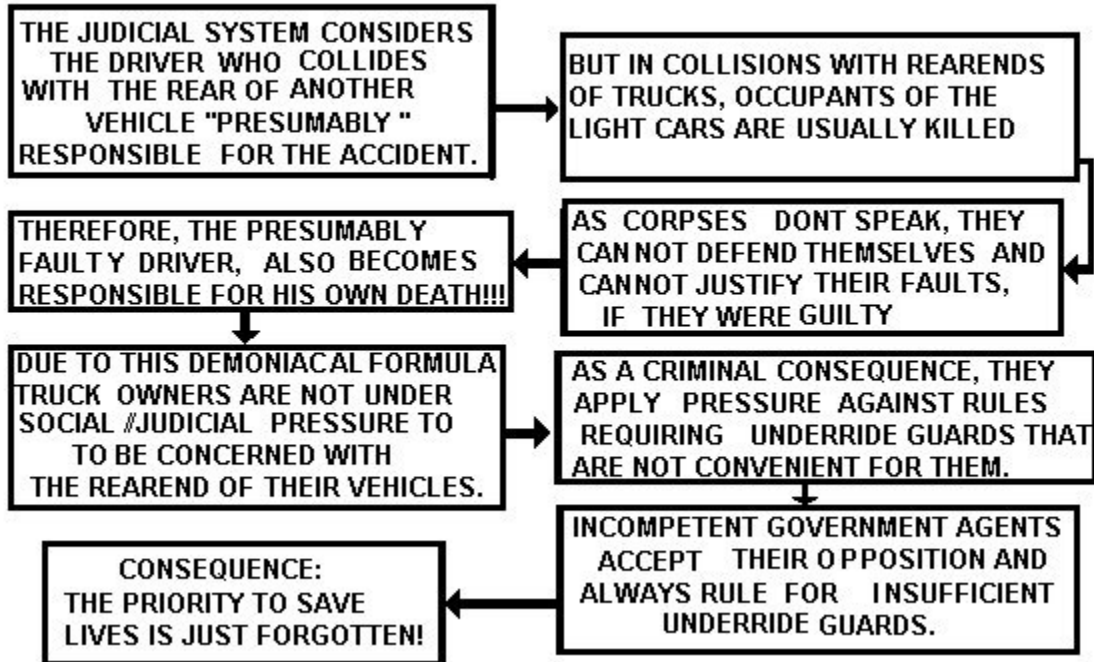 THE JUDICIAL SYSTEM CONSIDERS
THE DRIVER WHO COLLIDES
WITH THE REAR OF ANOTHER
VEHICLE "PRESUMABLY "
RESPONSIBLE FOR THE ACCIDENT.
BUT IN COLLISIONS WITH REARENDS
OF TRUCKS, OCCUPANTS OF THE
LIGHT CARS ARE USUALLY KILLED
AS CORPSES DONT SPEAK, THEY
CANNOT DEFEND THEMSELVES AND
CANNOT JUSTIFY THEIR FAULTS,
IF THEY WERE GUILTY
THEREFORE, THE PRESUMABLY
FAULTY DRIVER, ALSO BECOMES
RESPONSIBLE FOR HIS OWN DEATH!!!
DUE TO THIS DEMONIACAL FORMULA
TRUCK OWNERS ARE NOT UNDER
SOCIAL //JUDICIAL PRESSURE TO
TO BE CONCERNED WITH
THE REAREND OF THEIR VEHICLES.
AS A CRIMINAL CONSEQUENCE, THEY
APPLY PRESSURE AGAINST RULES
REQUIRING UNDERRIDE GUARDS THAT
ARE NOT CONVENIENT FOR THEM.
INCOMPETENT GOVERNMENT AGENTS
ACCEPT THEIR OPPOSITION AND
ALWAYS RULE FOR INSUFFICIENT
UNDERRIDE GUARDS.
CONSEQUENCE:
THE PRIORITY TO SAVE
LIVES IS JUST FORGOTTEN!